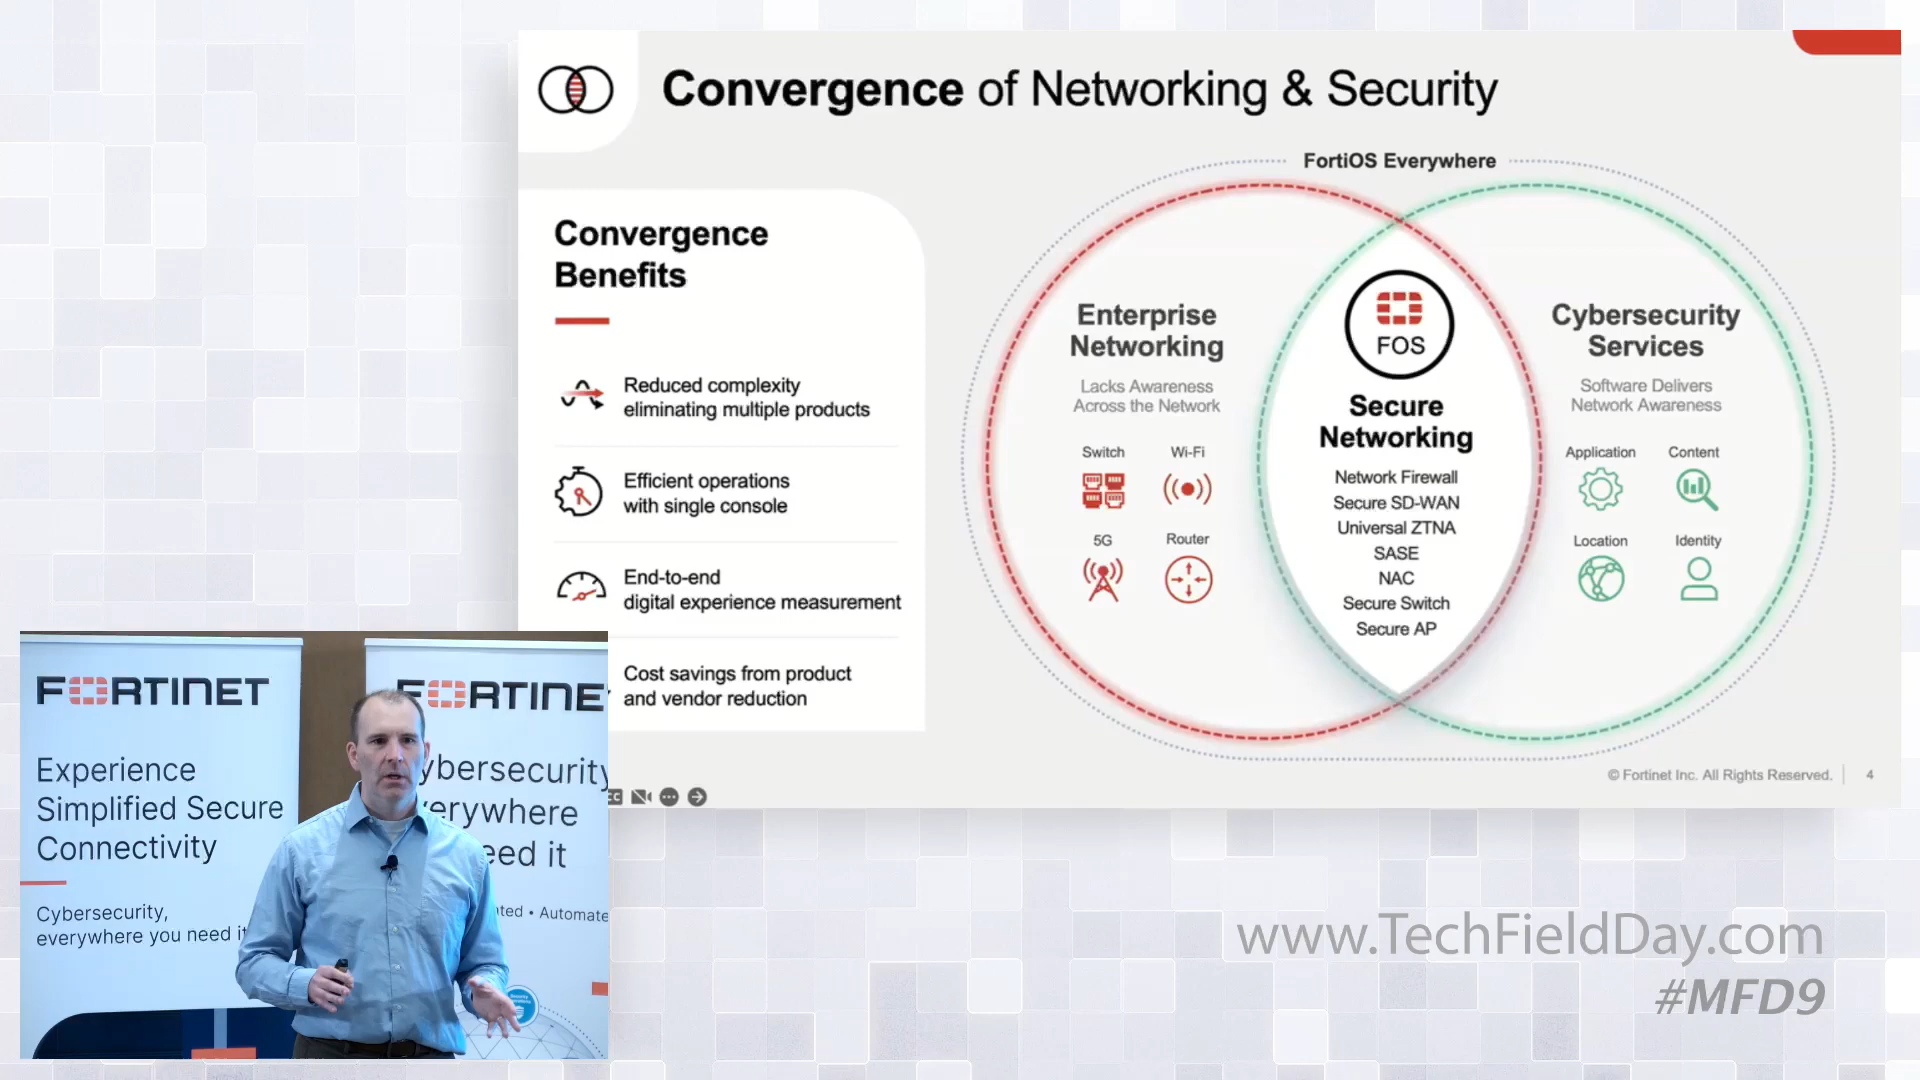 Convergence of Networking & Security
FortiOS Everywhere
Convergence
Benefits
Reduced complexity
eliminating multiple products
Efficient operations
with single console
End-to-end
digital experience measurement
Cost savings from product
and vendor reduction
Enterprise
Networking
Lacks Awareness
Across the Network
Switch
Wi-Fi
5G
Router
FOS
Secure
Networking
Network Firewall
Secure SD-WAN
Universal ZTNA
SASE
NAC
Secure Switch
Secure AP
Cybersecurity
Services
Software Delivers
Network Awareness
Application
Content
Location
Identity
© Fortinet Inc. All Rights Reserved.
4
FORTINET
Experience
Simplified Secure
Connectivity
Cybersecurity,
everywhere you need it
FORTINE
ybersecurity
verywhere
eed it
ted • Automate
www.TechFieldDay.com
#MFD9